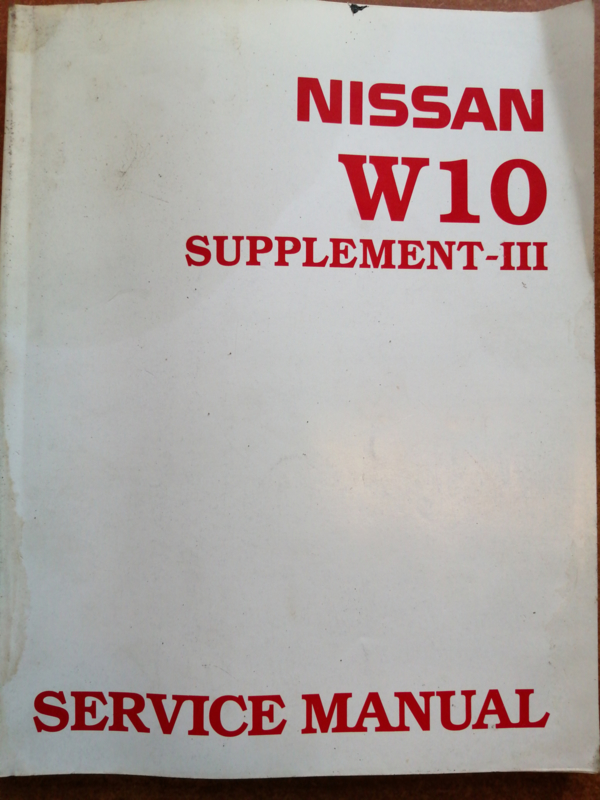 NISSAN
W10
SUPPLEMENT-III
SERVICE MANUAL